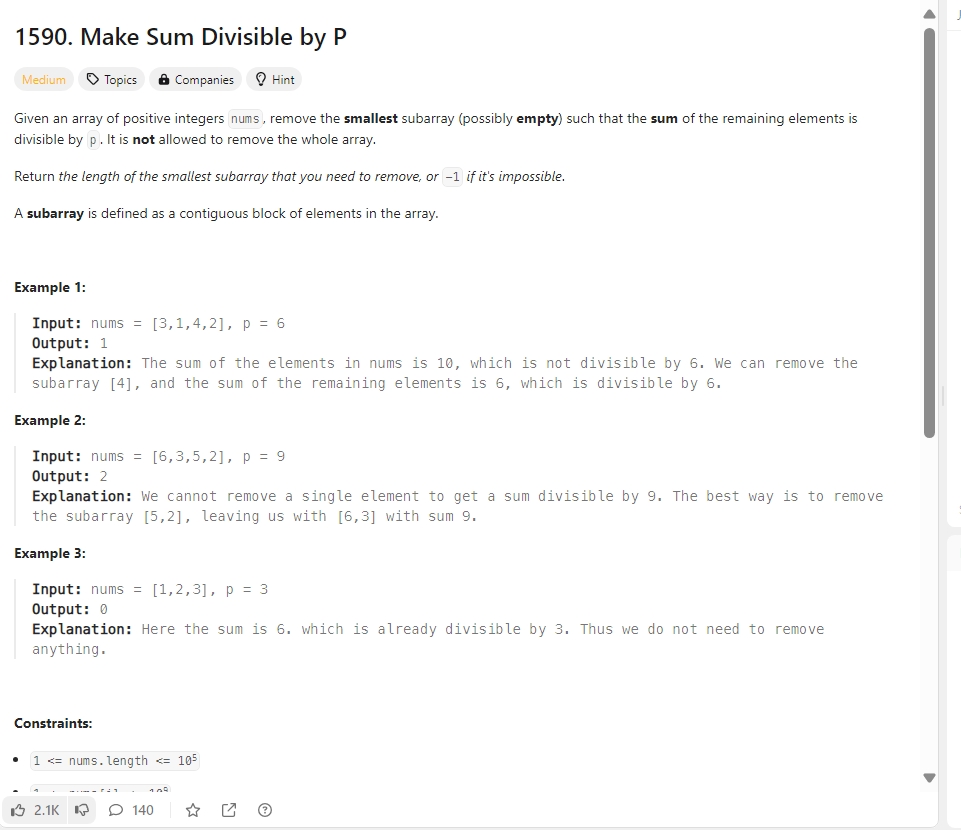 1590. Make Sum Divisible by P
Medium Topics Companies Hint
Given an array of positive integers nums, remove the smallest subarray (possibly empty) such that the sum of the remaining elements is
divisible by p. It is not allowed to remove the whole array.
Return the length of the smallest subarray that you need to remove, or -1 if it's impossible.
A subarray is defined as a contiguous block of elements in the array.
Example 1:
Input: nums = [3,1,4,2], p = 6
Output: 1
Explanation: The sum of the elements in nums is 10, which is not divisible by 6. We can remove the
subarray [4], and the sum of the remaining elements is 6, which is divisible by 6.
Example 2:
Input: nums = [6,3,5,2], p = 9
Output: 2
Explanation: We cannot remove a single element to get a sum divisible by 9. The best way is to remove
the subarray [5,2], leaving us with [6,3] with sum 9.
Example 3:
Input: nums = [1,2,3], p = 3
Output: 0
Explanation: Here the sum is 6. which is already divisible by 3. Thus we do not need to remove
anything.
Constraints:
1 <= nums.length <= 10⁵
2.1K 140